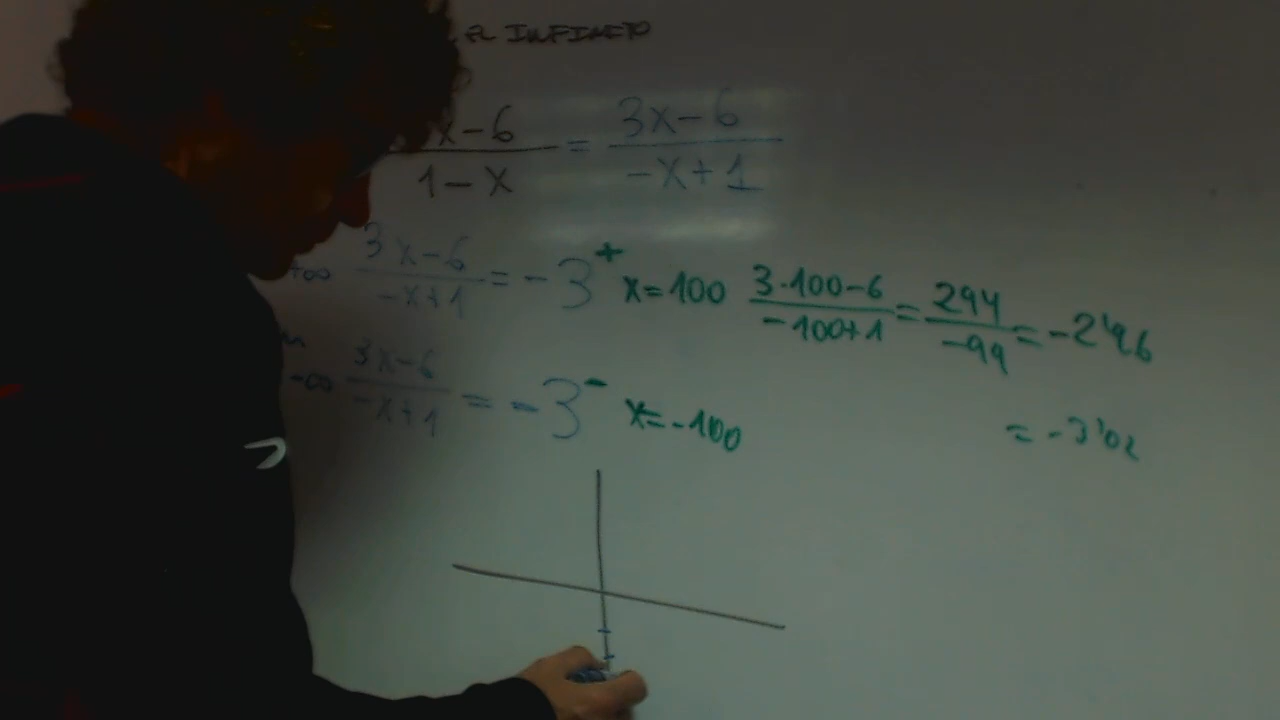 EL INFINITO
x-6 / 1-x = 3x-6 / -x+1
+∞ 3x-6 / -x+1 = -3⁺ x=100 3·100-6 / -100+1 = 294 / -99 = -2'96
-∞ 3x-6 / -x+1 = -3⁻ x=-100 = -3'02